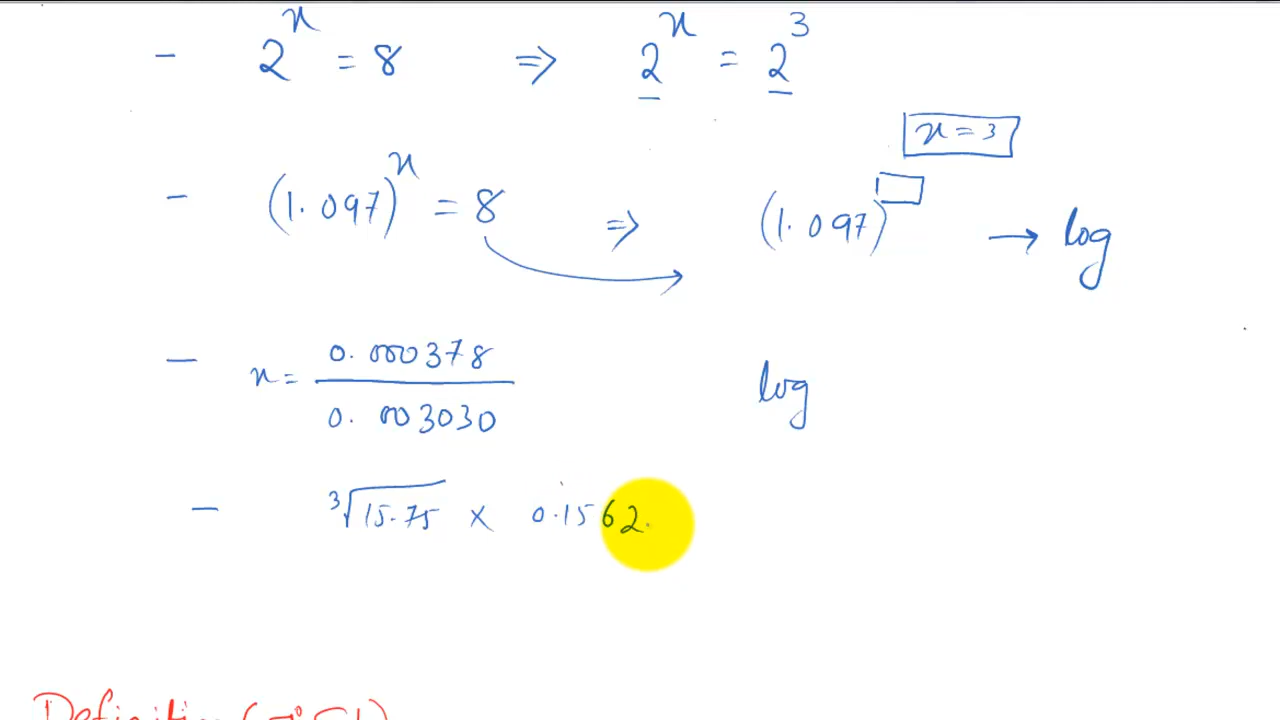 - 2^x = 8 ⇒ 2^x = 2^3
x = 3
- (1.097)^x = 8 ⇒ (1.097)^□ → log
- x = 0.000378 / 0.003030 log
- ∛15.75 × 0.1562